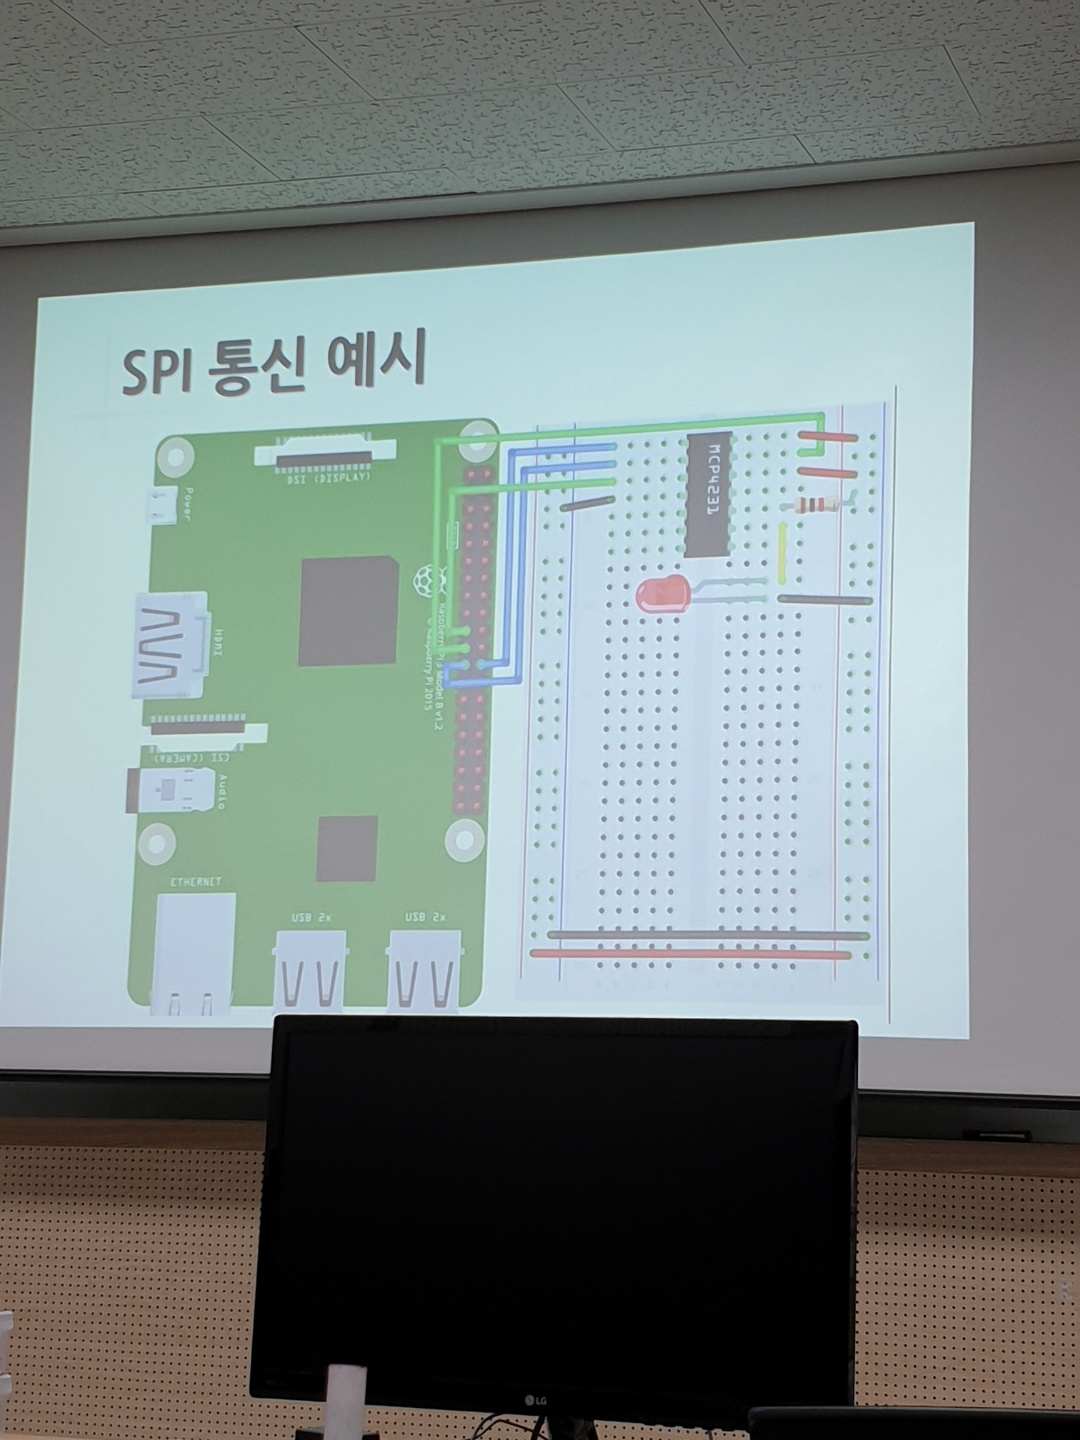 SPI 통신 예시
DSI (DISPLAY)
Power
MCP4231
HDMI
Raspberry Pi 3 Model B v1.2
© Raspberry Pi 2015
CSI (CAMERA)
Audio
ETHERNET
USB 2x
USB 2x
LG